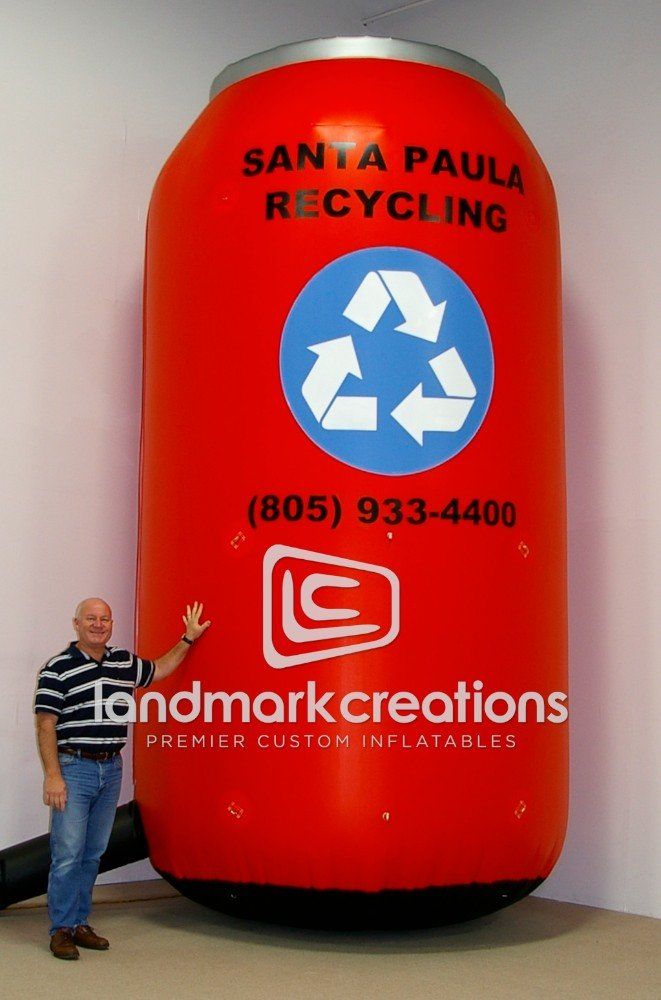 SANTA PAULA
RECYCLING
(805) 933-4400
landmarkcreations
PREMIER CUSTOM INFLATABLES